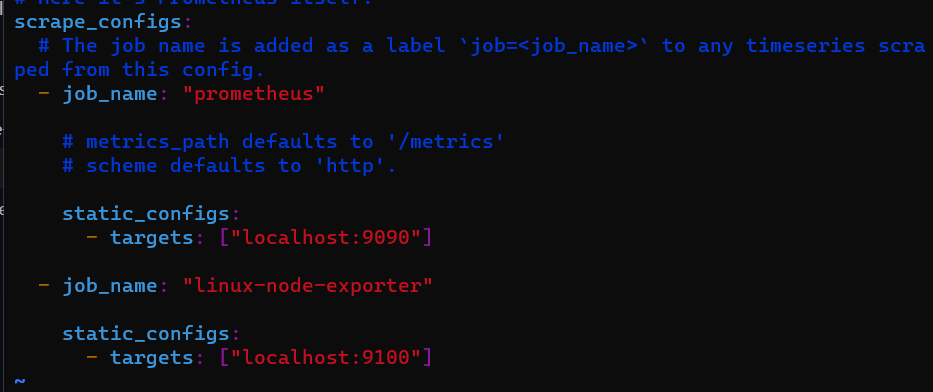 # Here it's Prometheus itself.
scrape_configs:
  # The job name is added as a label `job=<job_name>` to any timeseries scra
ped from this config.
  - job_name: "prometheus"

    # metrics_path defaults to '/metrics'
    # scheme defaults to 'http'.

    static_configs:
      - targets: ["localhost:9090"]

  - job_name: "linux-node-exporter"

    static_configs:
      - targets: ["localhost:9100"]
~